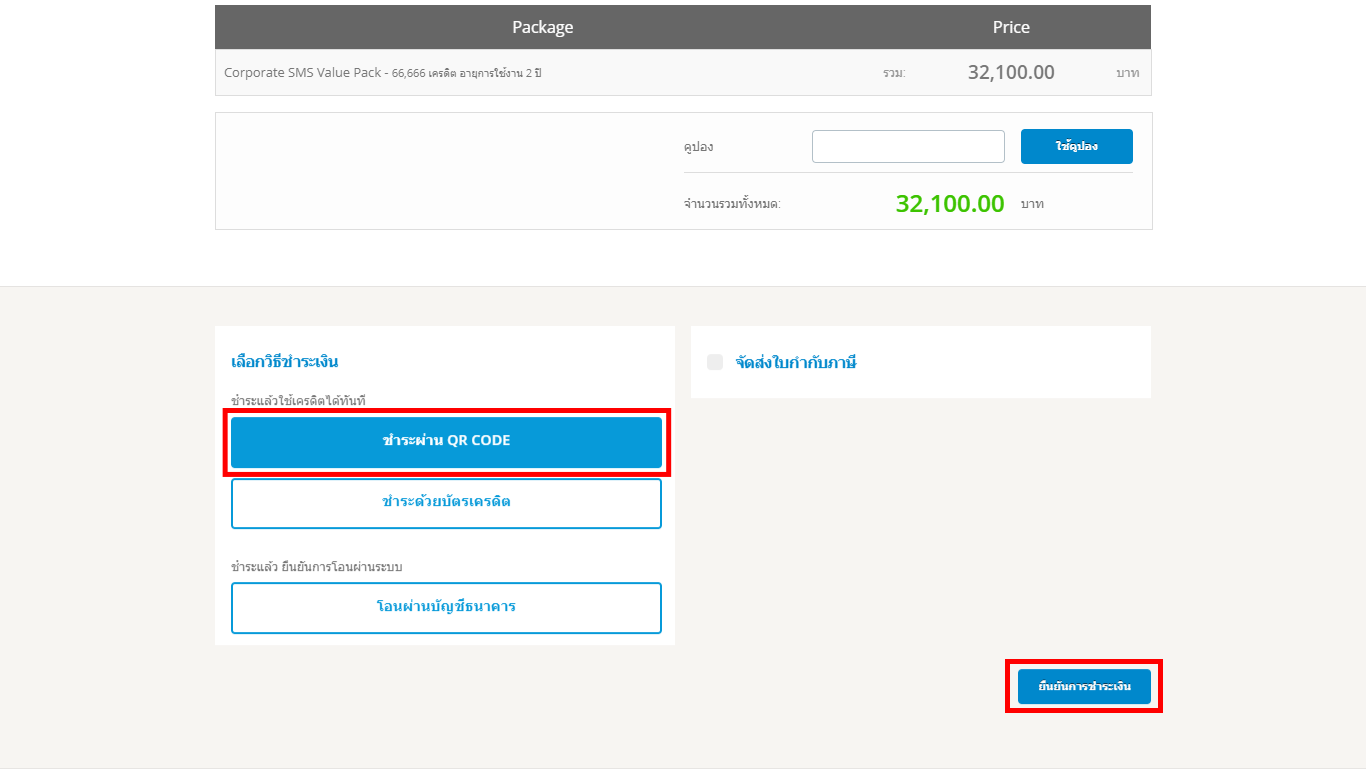 Package Price
Corporate SMS Value Pack - 66,666 เครดิต อายุการใช้งาน 2 ปี รวม: 32,100.00 บาท
คูปอง ใช้คูปอง
จำนวนรวมทั้งหมด: 32,100.00 บาท
เลือกวิธีชำระเงิน
ชำระแล้วใช้เครดิตได้ทันที
ชำระผ่าน QR CODE
ชำระด้วยบัตรเครดิต
ชำระแล้ว ยืนยันการโอนผ่านระบบ
โอนผ่านบัญชีธนาคาร
จัดส่งใบกำกับภาษี
ยืนยันการชำระเงิน